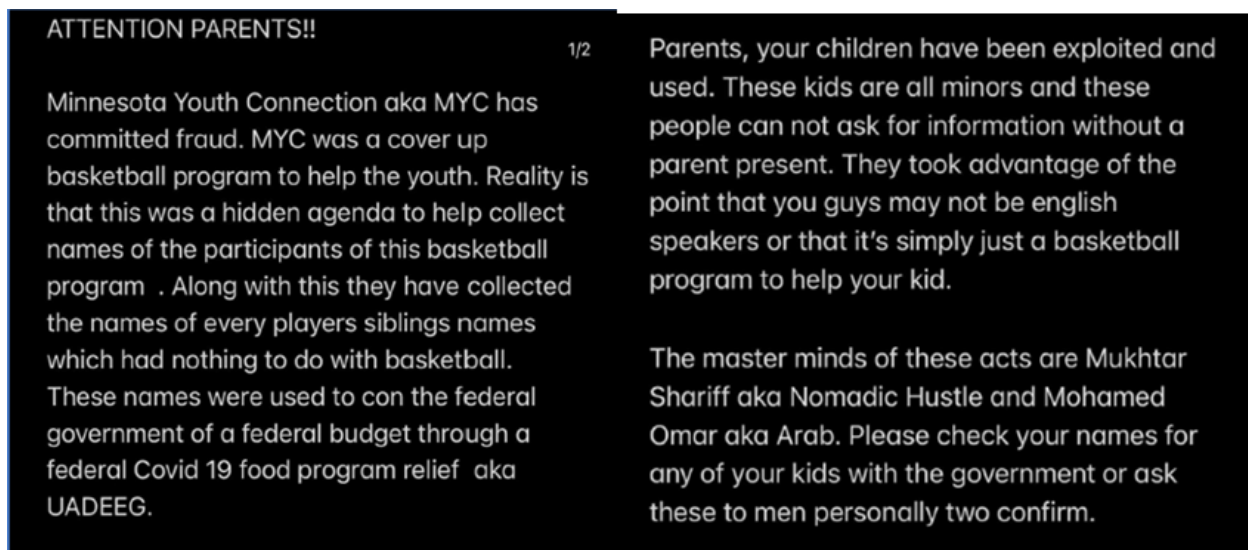 ATTENTION PARENTS!!
1/2
Minnesota Youth Connection aka MYC has
committed fraud. MYC was a cover up
basketball program to help the youth. Reality is
that this was a hidden agenda to help collect
names of the participants of this basketball
program  . Along with this they have collected
the names of every players siblings names
which had nothing to do with basketball.
These names were used to con the federal
government of a federal budget through a
federal Covid 19 food program relief  aka
UADEEG.
Parents, your children have been exploited and
used. These kids are all minors and these
people can not ask for information without a
parent present. They took advantage of the
point that you guys may not be english
speakers or that it's simply just a basketball
program to help your kid.
The master minds of these acts are Mukhtar
Shariff aka Nomadic Hustle and Mohamed
Omar aka Arab. Please check your names for
any of your kids with the government or ask
these to men personally two confirm.